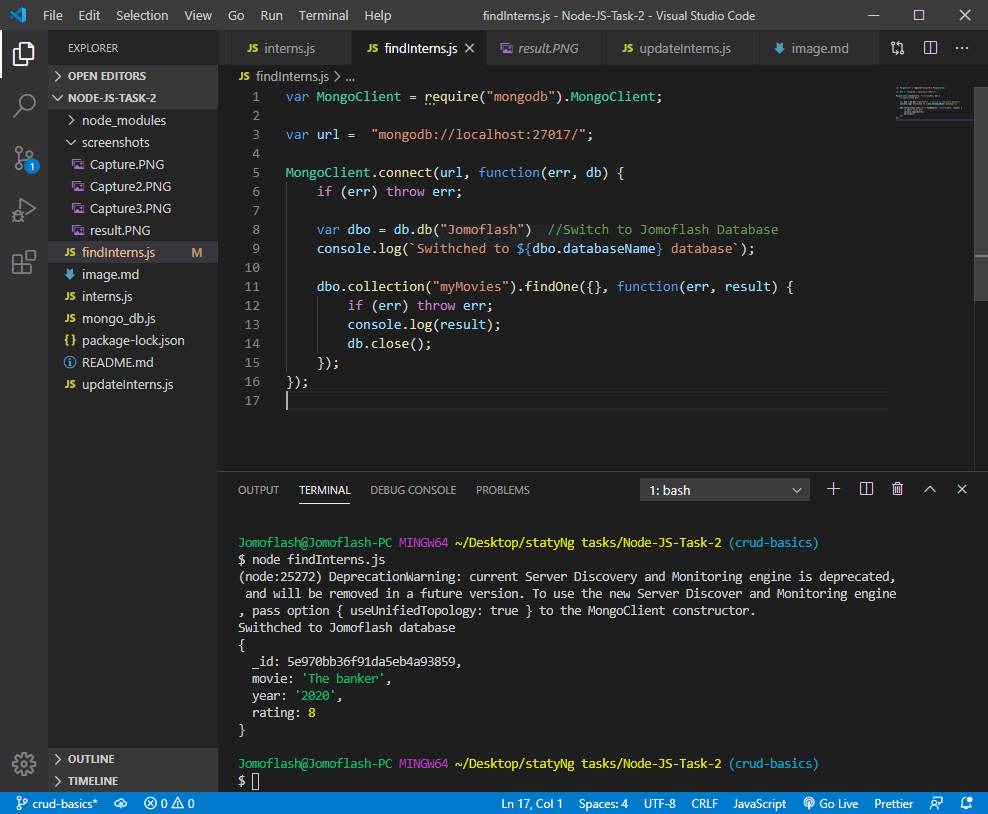 File Edit Selection View Go Run Terminal Help findInterns.js - Node-JS-Task-2 - Visual Studio Code
EXPLORER
OPEN EDITORS
NODE-JS-TASK-2
node_modules
screenshots
Capture.PNG
Capture2.PNG
Capture3.PNG
result.PNG
JS findInterns.js M
image.md
JS interns.js
JS mongo_db.js
{} package-lock.json
README.md
JS updateInterns.js
OUTLINE
TIMELINE
1
JS interns.js JS findInterns.js result.PNG JS updateInterns.js image.md
JS findInterns.js > ...
1 var MongoClient = require("mongodb").MongoClient;
2
3 var url =  "mongodb://localhost:27017/";
4
5 MongoClient.connect(url, function(err, db) {
6     if (err) throw err;
7
8     var dbo = db.db("Jomoflash")  //Switch to Jomoflash Database
9     console.log(`Swithched to ${dbo.databaseName} database`);
10
11     dbo.collection("myMovies").findOne({}, function(err, result) {
12         if (err) throw err;
13         console.log(result);
14         db.close();
15     });
16 });
17
OUTPUT TERMINAL DEBUG CONSOLE PROBLEMS 1: bash
Jomoflash@Jomoflash-PC MINGW64 ~/Desktop/statyNg tasks/Node-JS-Task-2 (crud-basics)
$ node findInterns.js
(node:25272) DeprecationWarning: current Server Discovery and Monitoring engine is deprecated,
 and will be removed in a future version. To use the new Server Discover and Monitoring engine
, pass option { useUnifiedTopology: true } to the MongoClient constructor.
Swithched to Jomoflash database
{
  _id: 5e970bb36f91da5eb4a93859,
  movie: 'The banker',
  year: '2020',
  rating: 8
}
Jomoflash@Jomoflash-PC MINGW64 ~/Desktop/statyNg tasks/Node-JS-Task-2 (crud-basics)
$
crud-basics* 0 0 Ln 17, Col 1 Spaces: 4 UTF-8 CRLF JavaScript Go Live Prettier